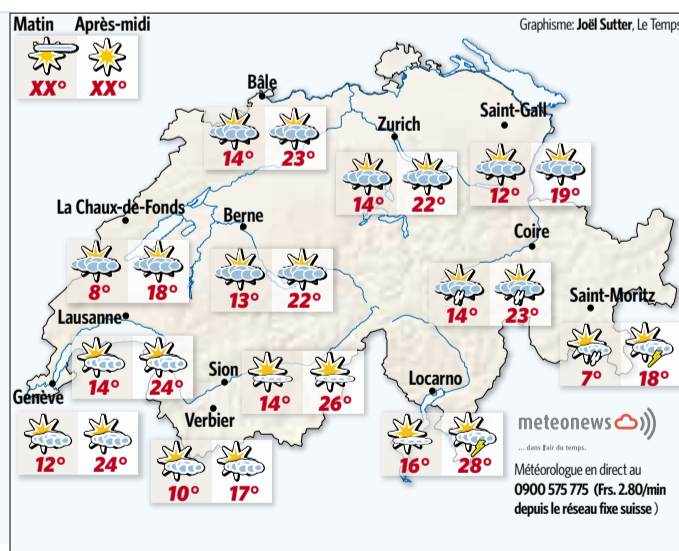 Matin Après-midi
XX° XX°
Graphisme: Joël Sutter, Le Temps
Bâle
14° 23°
Zurich
14° 22°
Saint-Gall
12° 19°
La Chaux-de-Fonds
8° 18°
Berne
13° 22°
Coire
14° 23°
Saint-Moritz
7° 18°
Lausanne
14° 24°
Genève
12° 24°
Sion
14° 26°
Verbier
10° 17°
Locarno
16° 28°
meteonews
... dans l'air du temps.
Météorologue en direct au
0900 575 775 (Frs. 2.80/min
depuis le réseau fixe suisse )